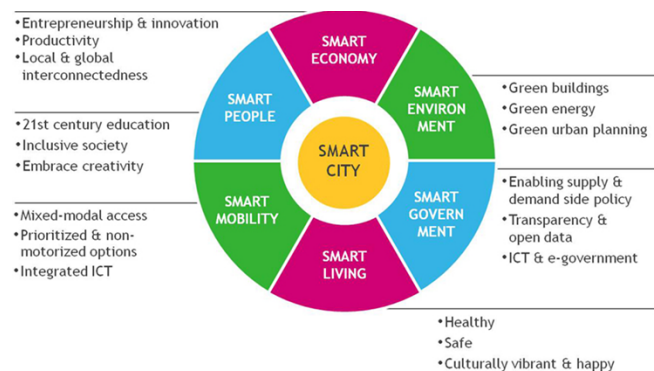 • Entrepreneurship & innovation
• Productivity
• Local & global
interconnectedness
SMART
ECONOMY
SMART
PEOPLE
SMART
ENVIRON
MENT
• Green buildings
• Green energy
• Green urban planning
• 21st century education
• Inclusive society
• Embrace creativity
SMART
CITY
• Mixed-modal access
• Prioritized & non-
motorized options
• Integrated ICT
SMART
MOBILITY
SMART
GOVERN
MENT
• Enabling supply &
demand side policy
• Transparency &
open data
• ICT & e-government
SMART
LIVING
• Healthy
• Safe
• Culturally vibrant & happy